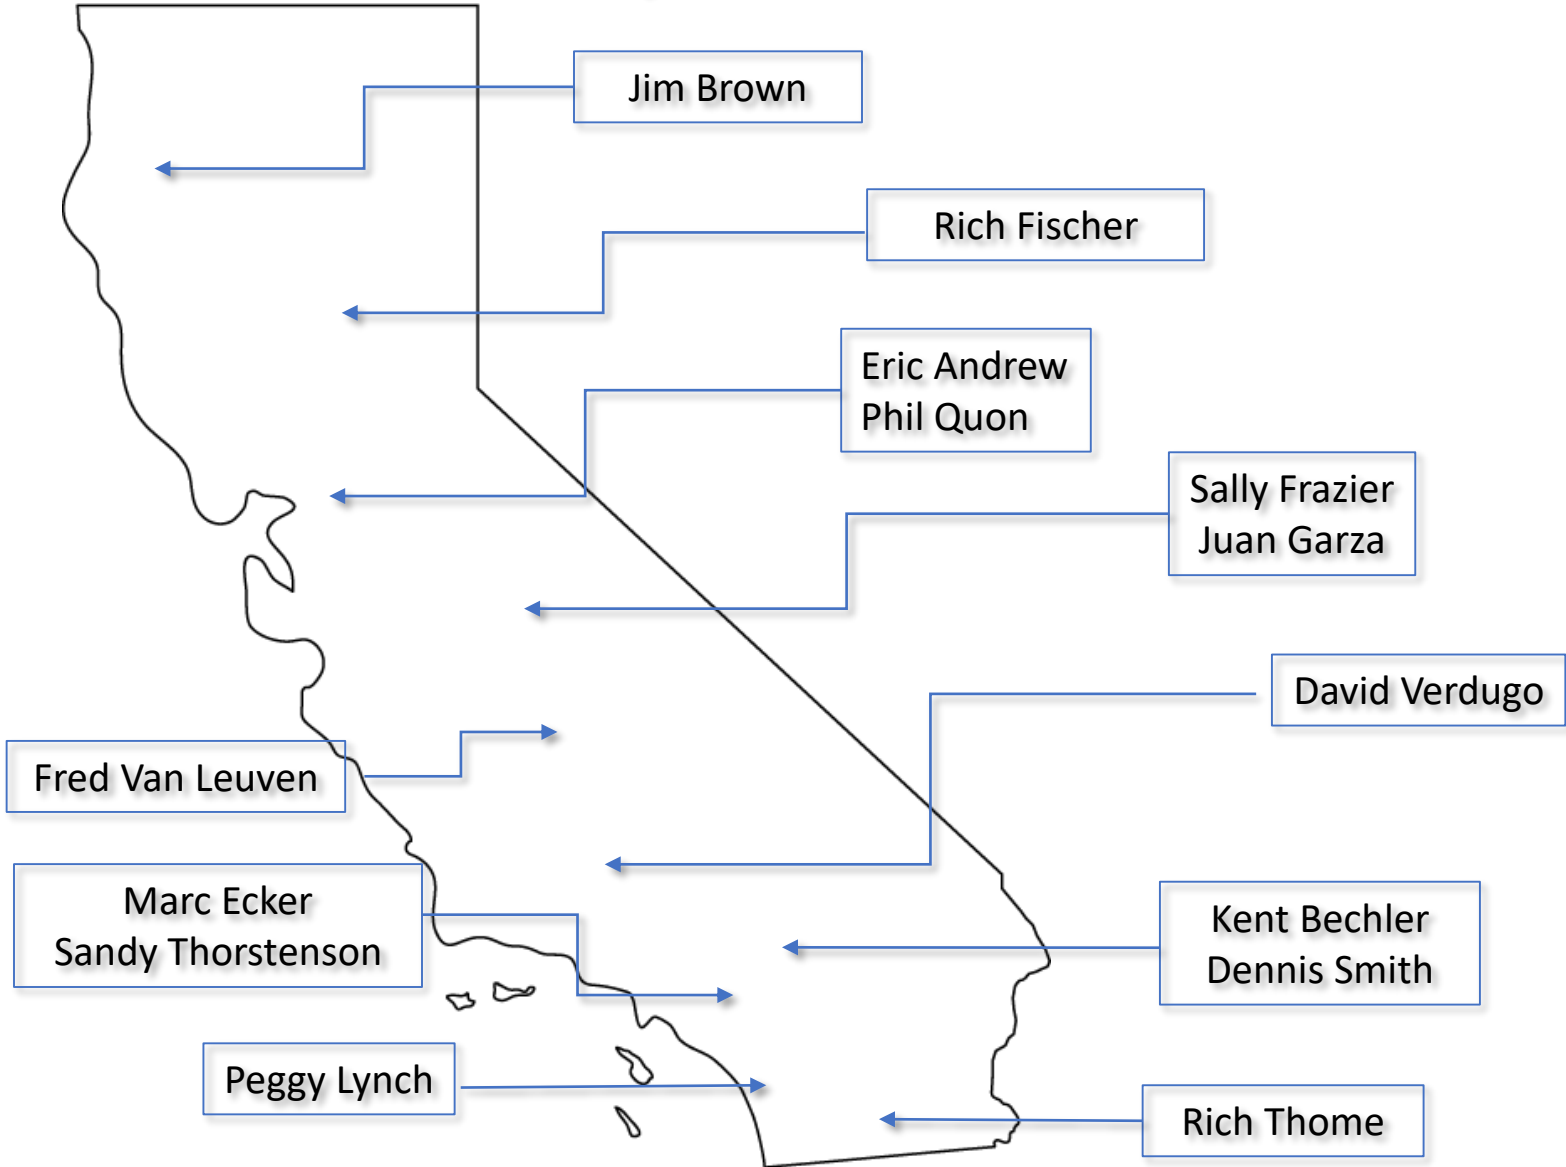 Jim Brown
Rich Fischer
Eric Andrew
Phil Quon
Sally Frazier
Juan Garza
David Verdugo
Fred Van Leuven
Marc Ecker
Sandy Thorstenson
Kent Bechler
Dennis Smith
Peggy Lynch
Rich Thome